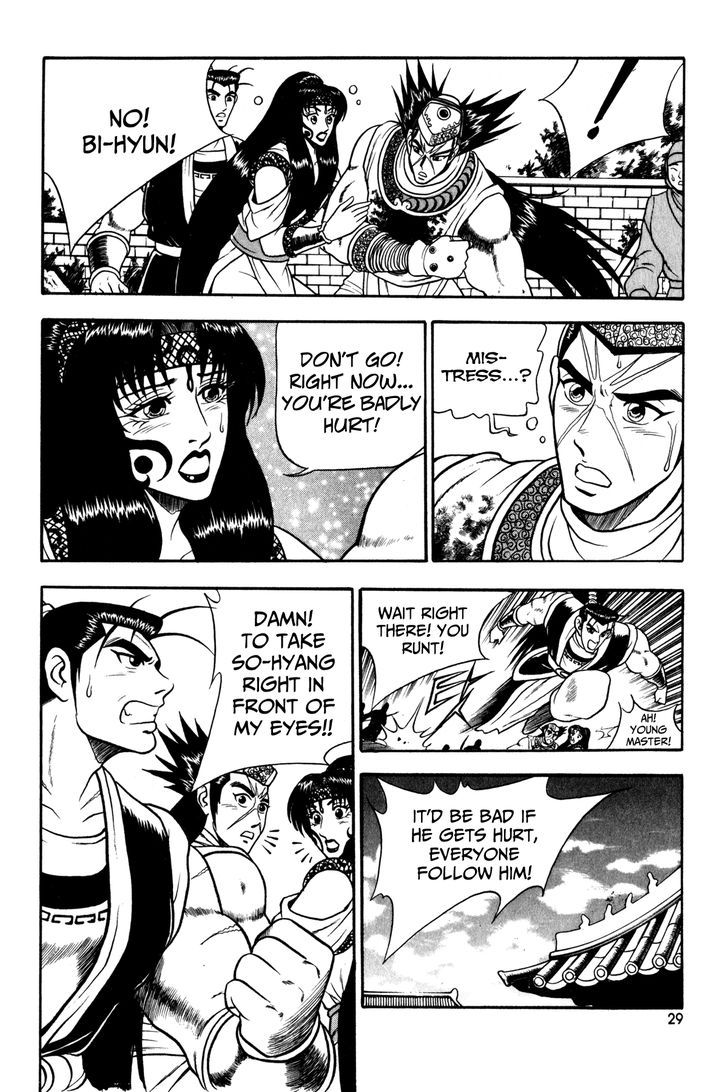 NO!
BI-HYUN!
!
DON'T GO!
RIGHT NOW...
YOU'RE BADLY
HURT!
MIS-
TRESS...?
DAMN!
TO TAKE
SO-HYANG
RIGHT IN
FRONT OF
MY EYES!!
WAIT RIGHT
THERE! YOU
RUNT!
AH!
YOUNG
MASTER!
IT'D BE BAD IF
HE GETS HURT,
EVERYONE
FOLLOW HIM!
29